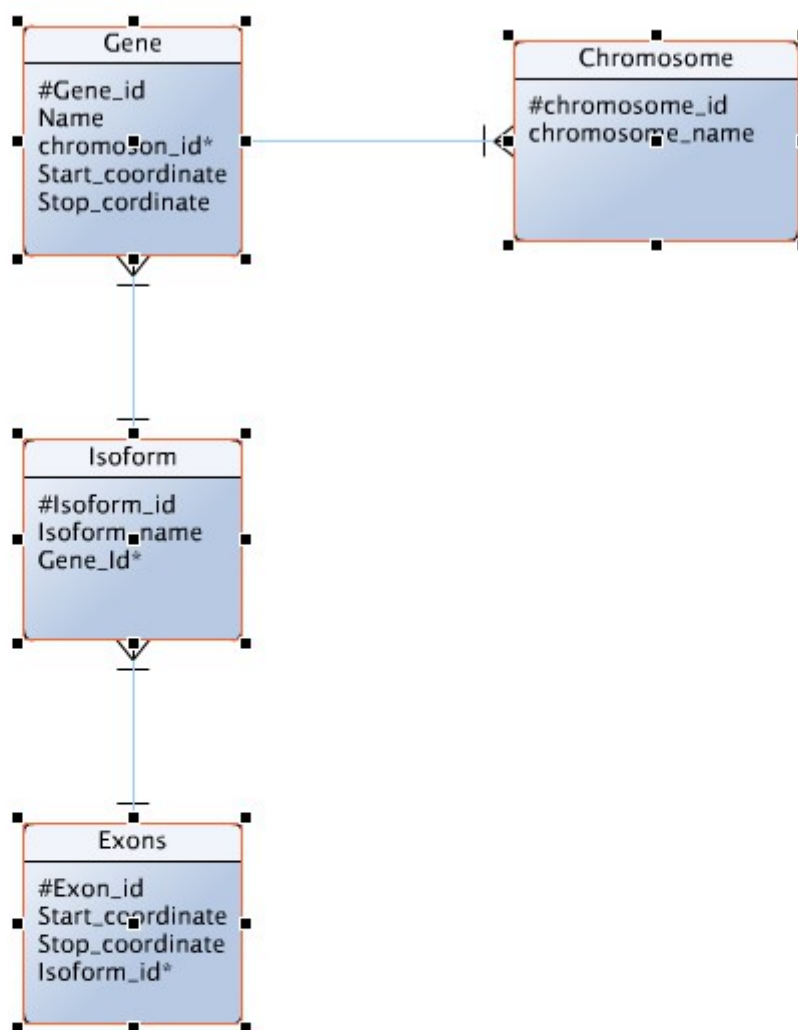 Gene
#Gene_id
Name
chromoson_id*
Start_coordinate
Stop_cordinate
Chromosome
#chromosome_id
chromosome_name
Isoform
#Isoform_id
Isoform_name
Gene_Id*
Exons
#Exon_id
Start_coordinate
Stop_coordinate
Isoform_id*